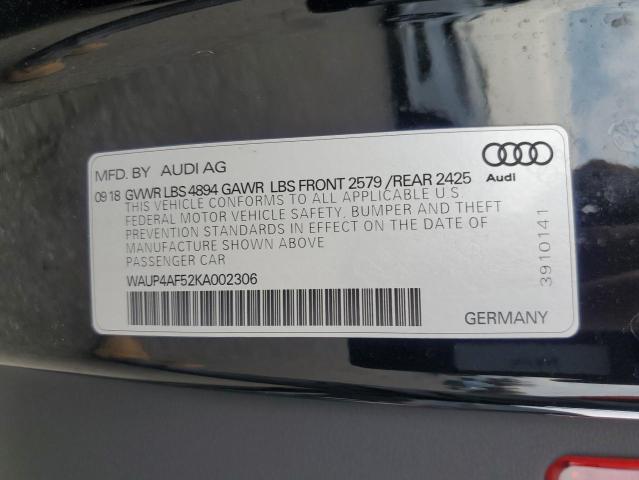 MFD. BY AUDI AG
09 18 GVWR LBS 4894 GAWR LBS FRONT 2579 / REAR 2425
THIS VEHICLE CONFORMS TO ALL APPLICABLE U.S.
FEDERAL MOTOR VEHICLE SAFETY, BUMPER AND THEFT
PREVENTION STANDARDS IN EFFECT ON THE DATE OF
MANUFACTURE SHOWN ABOVE
PASSENGER CAR
WAUP4AF52KA002306
Audi
3910141
GERMANY